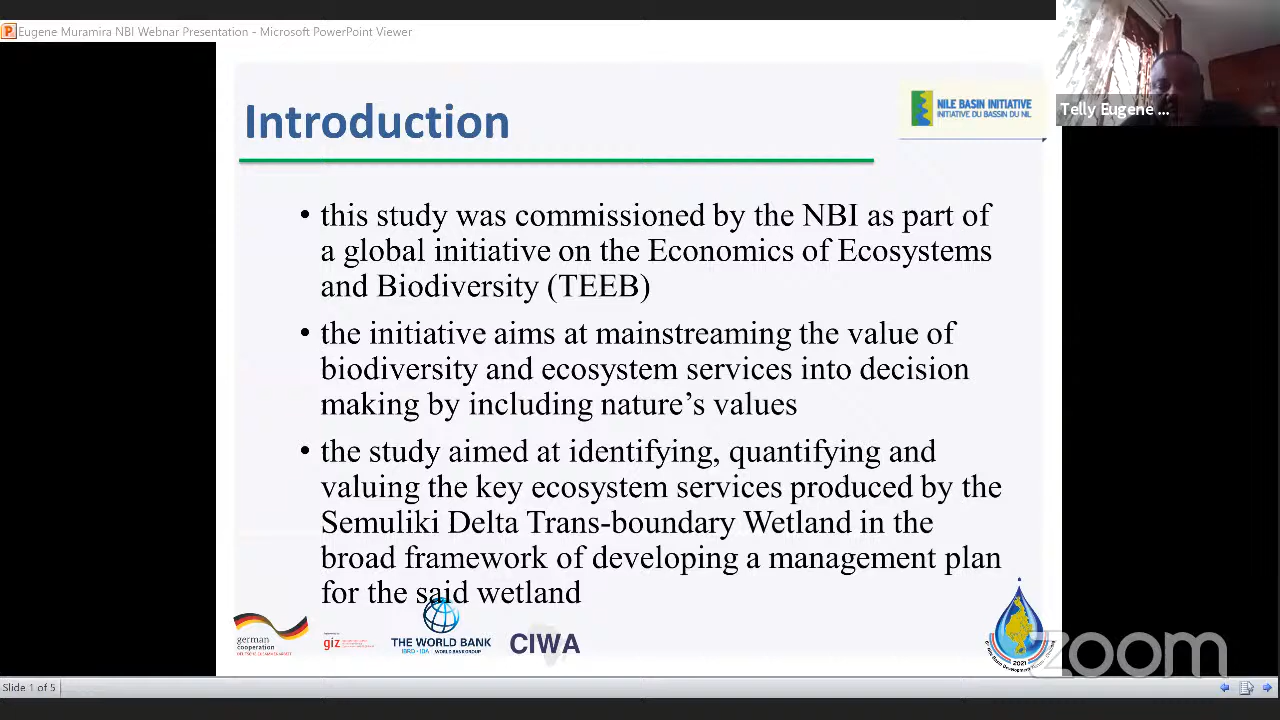 Eugene Muramira NBI Webnar Presentation - Microsoft PowerPoint Viewer
Telly Eugene ...
Introduction
NILE BASIN INITIATIVE
INITIATIVE DU BASSIN DU NIL
• this study was commissioned by the NBI as part of
a global initiative on the Economics of Ecosystems
and Biodiversity (TEEB)
• the initiative aims at mainstreaming the value of
biodiversity and ecosystem services into decision
making by including nature’s values
• the study aimed at identifying, quantifying and
valuing the key ecosystem services produced by the
Semuliki Delta Trans-boundary Wetland in the
broad framework of developing a management plan
for the said wetland
german
cooperation
DEUTSCHE ZUSAMMENARBEIT
giz
THE WORLD BANK
IBRD • IDA WORLD BANK GROUP
CIWA
2021
zoom
Slide 1 of 5